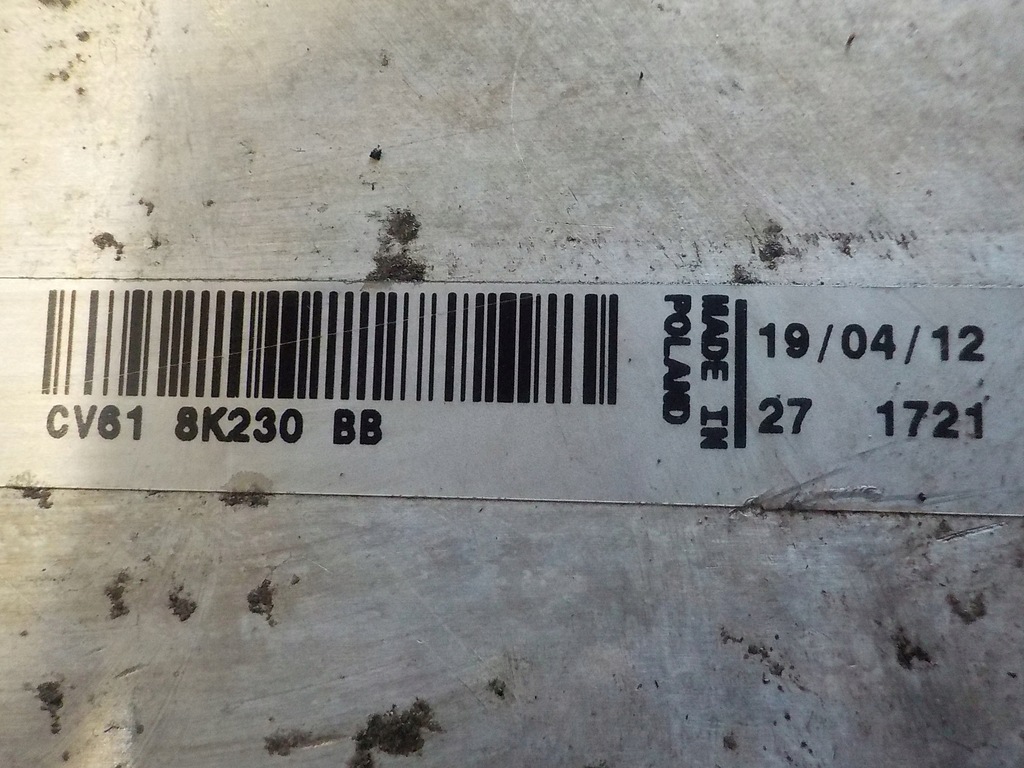 CV61 8K230 BB
MADE IN
POLAND
19/04/12
27 1721